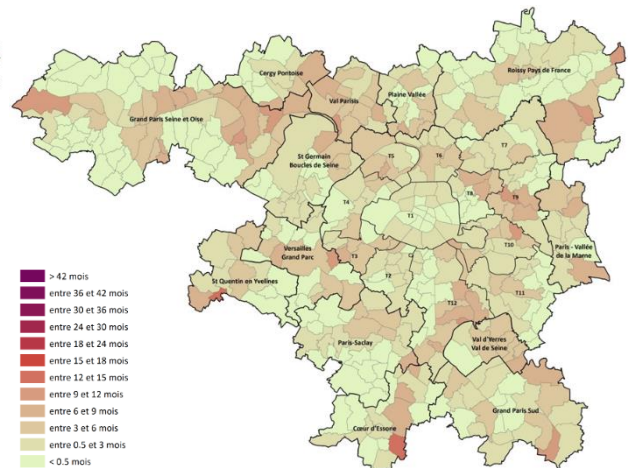 Cergy Pontoise
Roissy Pays de France
Plaine Vallée
Val Parisis
Grand Paris Seine et Oise
T7
St Germain
Boucles de Seine
T5
T6
T8
T9
T4
T1
T10
Paris - Vallée
de la Marne
Versailles
Grand Parc
T3
T2
St Quentin en Yvelines
T11
T12
Paris-Saclay
Val d'Yerres
Val de Seine
Grand Paris Sud
Cœur d'Essone
> 42 mois
entre 36 et 42 mois
entre 30 et 36 mois
entre 24 et 30 mois
entre 18 et 24 mois
entre 15 et 18 mois
entre 12 et 15 mois
entre 9 et 12 mois
entre 6 et 9 mois
entre 3 et 6 mois
entre 0.5 et 3 mois
< 0.5 mois